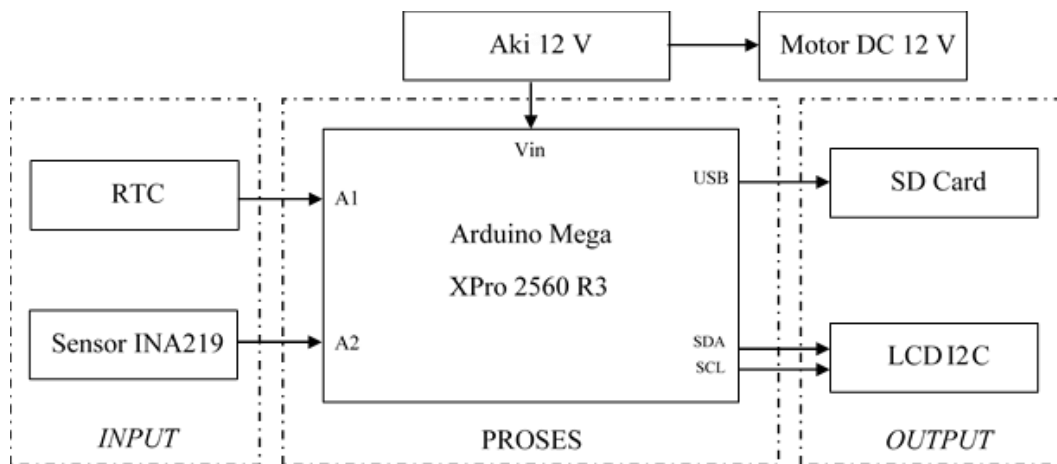 Aki 12 V
Motor DC 12 V
Vin
RTC
A1
USB
SD Card
Arduino Mega
XPro 2560 R3
Sensor INA219
A2
SDA
SCL
LCD I2C
INPUT
PROSES
OUTPUT